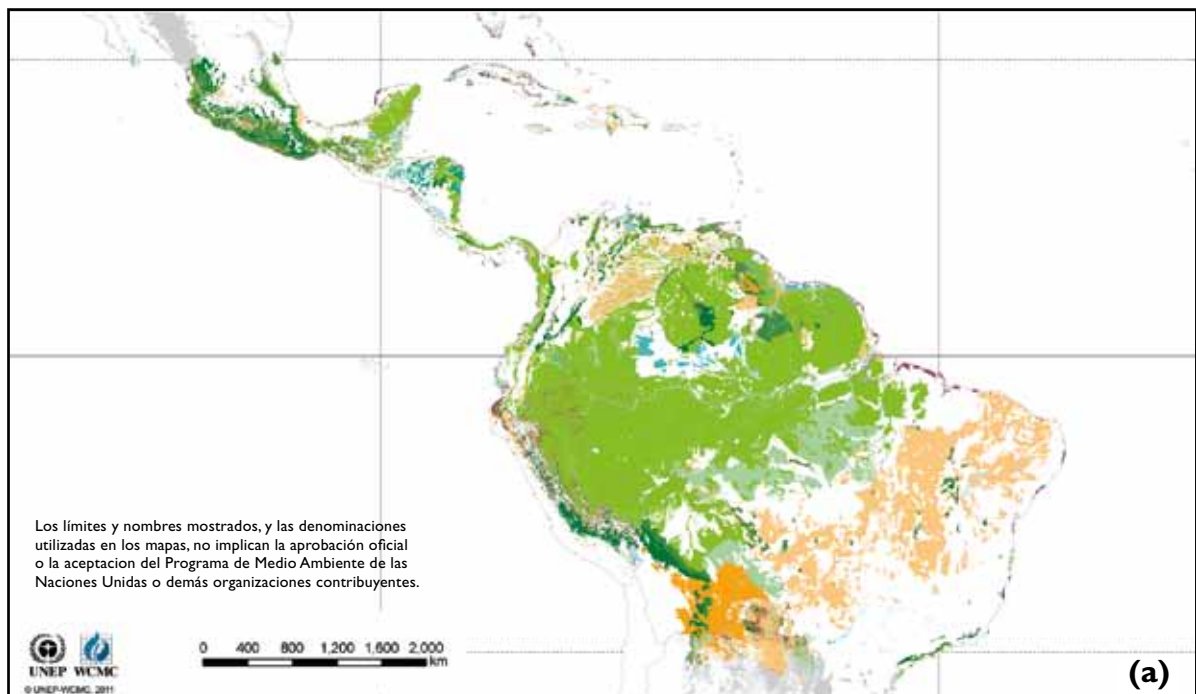 Los límites y nombres mostrados, y las denominaciones
utilizadas en los mapas, no implican la aprobación oficial
o la aceptacion del Programa de Medio Ambiente de las
Naciones Unidas o demás organizaciones contribuyentes.
UNEP WCMC
© UNEP-WCMC, 2011
0 400 800 1,200 1,600 2,000
km
(a)